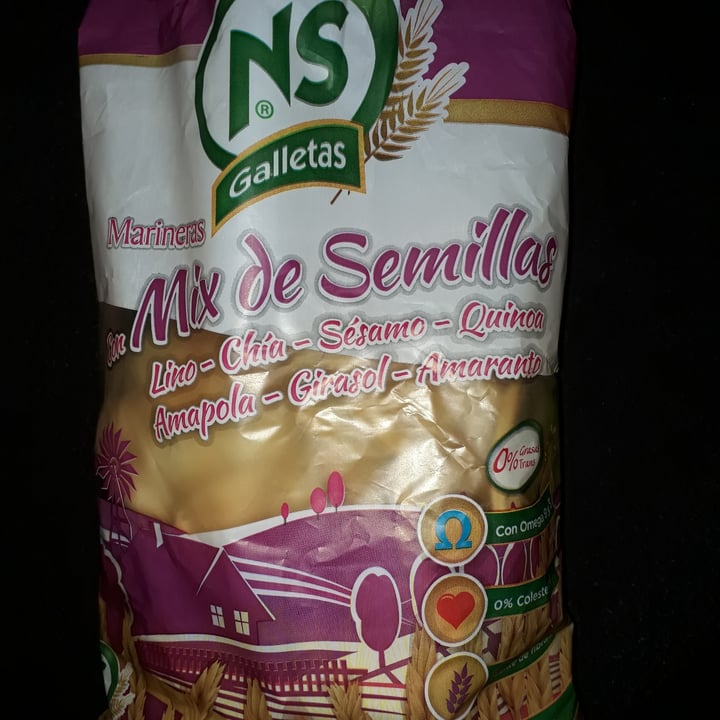 NS
®
Galletas
Marineras
Con Mix de Semillas
Lino - Chía - Sésamo - Quinoa
Amapola - Girasol - Amaranto
0% Grasas
Trans
Con Omega
0% Coleste